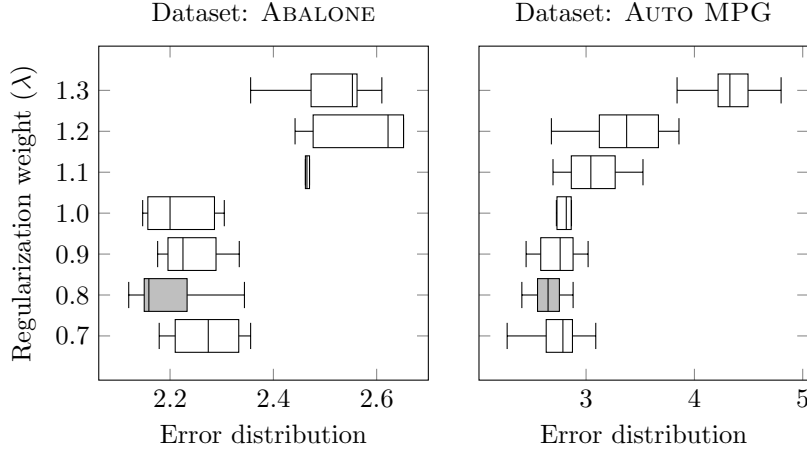 Dataset: ABALONE
Dataset: AUTO MPG
Regularization weight (λ)
1.3
1.2
1.1
1.0
0.9
0.8
0.7
2.2 2.4 2.6
3 4 5
Error distribution
Error distribution